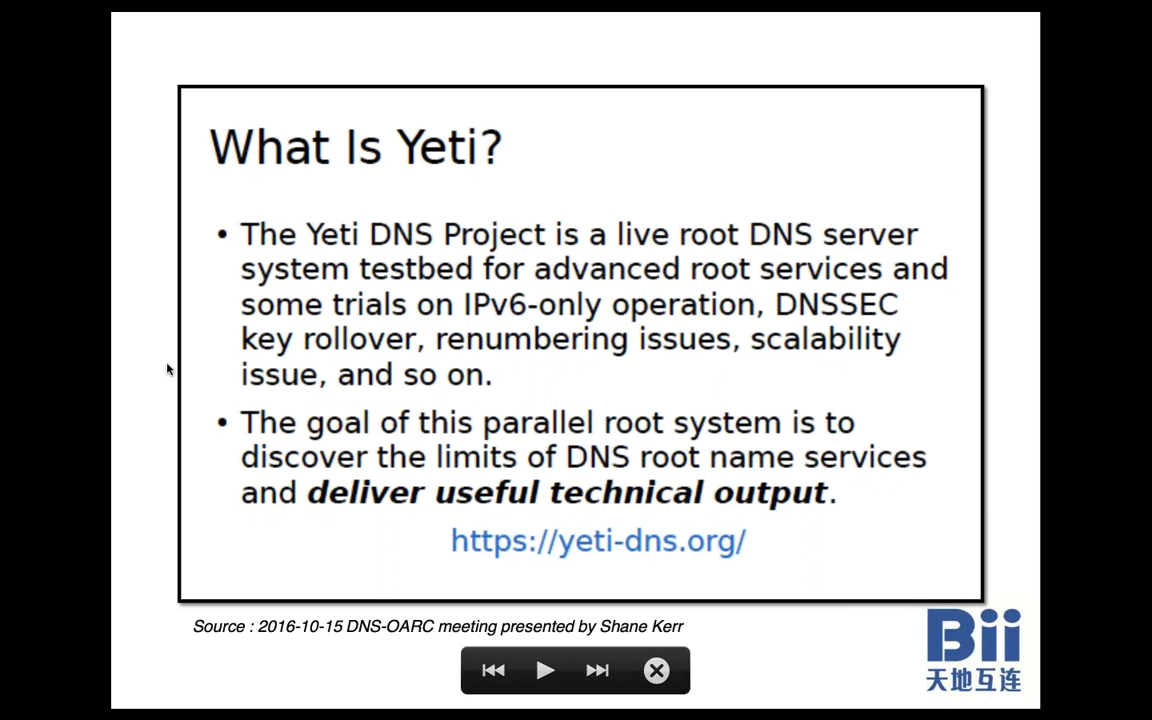 What Is Yeti?
• The Yeti DNS Project is a live root DNS server
system testbed for advanced root services and
some trials on IPv6-only operation, DNSSEC
key rollover, renumbering issues, scalability
issue, and so on.
• The goal of this parallel root system is to
discover the limits of DNS root name services
and deliver useful technical output.
https://yeti-dns.org/
Source : 2016-10-15 DNS-OARC meeting presented by Shane Kerr
Bii
天地互连